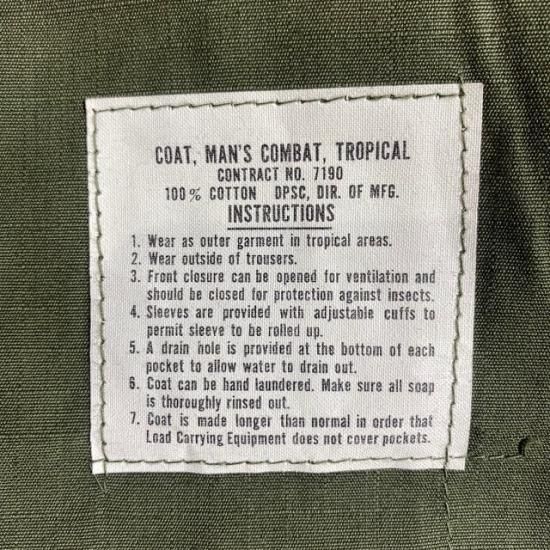 COAT, MAN'S COMBAT, TROPICAL
CONTRACT NO. 7190
100% COTTON DPSC, DIR. OF MFG.
INSTRUCTIONS
1. Wear as outer garment in tropical areas.
2. Wear outside of trousers.
3. Front closure can be opened for ventilation and
should be closed for protection against insects.
4. Sleeves are provided with adjustable cuffs to
permit sleeve to be rolled up.
5. A drain hole is provided at the bottom of each
pocket to allow water to drain out.
6. Coat can be hand laundered. Make sure all soap
is thoroughly rinsed out.
7. Coat is made longer than normal in order that
Load Carrying Equipment does not cover pockets.